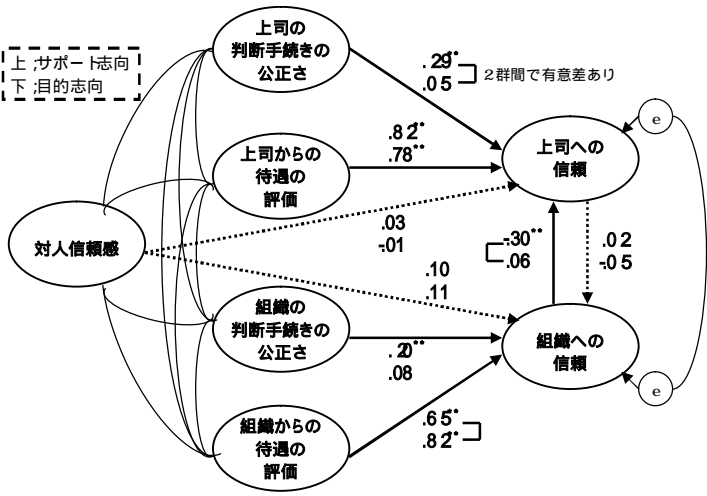 上司の
判断手続きの
公正さ
上 ;サポート志向
下 ;目的志向
.29**
.05
2群間で有意差あり
.82**
.78**
上司からの
待遇の
評価
上司への
信頼
e
対人信頼感
.03
-.01
-.30**
.06
.02
-.05
.10
.11
組織の
判断手続きの
公正さ
.20**
.08
組織への
信頼
e
組織からの
待遇の
評価
.65**
.82**